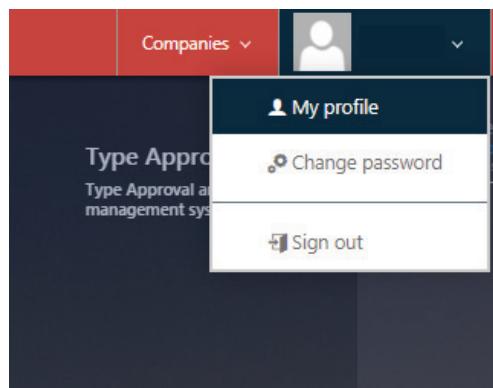 Companies
My profile
Type Appro
Change password
Type Approval a
management sys
Sign out